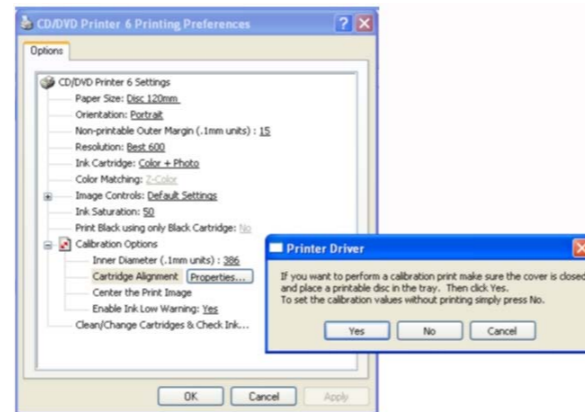 CD/DVD Printer 6 Printing Preferences
Options
CD/DVD Printer 6 Settings
Paper Size: Disc 120mm
Orientation: Portrait
Non-printable Outer Margin (.1mm units) : 15
Resolution: Best 600
Ink Cartridge: Color + Photo
Color Matching: Z-Color
Image Controls: Default Settings
Ink Saturation: 50
Print Black using only Black Cartridge: No
Calibration Options
Inner Diameter (.1mm units) : 386
Cartridge Alignment Properties...
Center the Print Image
Enable Ink Low Warning: Yes
Clean/Change Cartridges & Check Ink...
OK Cancel Apply
Printer Driver
If you want to perform a calibration print make sure the cover is closed
and place a printable disc in the tray. Then click Yes.
To set the calibration values without printing simply press No.
Yes No Cancel